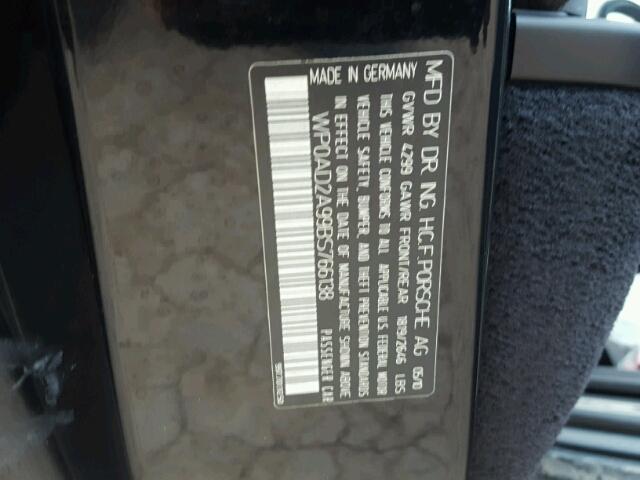 MFD BY DR. ING. H.C.F. PORSCHE AG 05/10
GVWR 4299 GAWR FRONT/REAR 1819/2646 LBS
THIS VEHICLE CONFORMS TO ALL APPLICABLE U.S. FEDERAL MOTOR
VEHICLE SAFETY, BUMPER, AND THEFT PREVENTION STANDARDS
IN EFFECT ON THE DATE OF MANUFACTURE SHOWN ABOVE
WP0AD2A99BS766138 PASSENGER CAR
MADE IN GERMANY